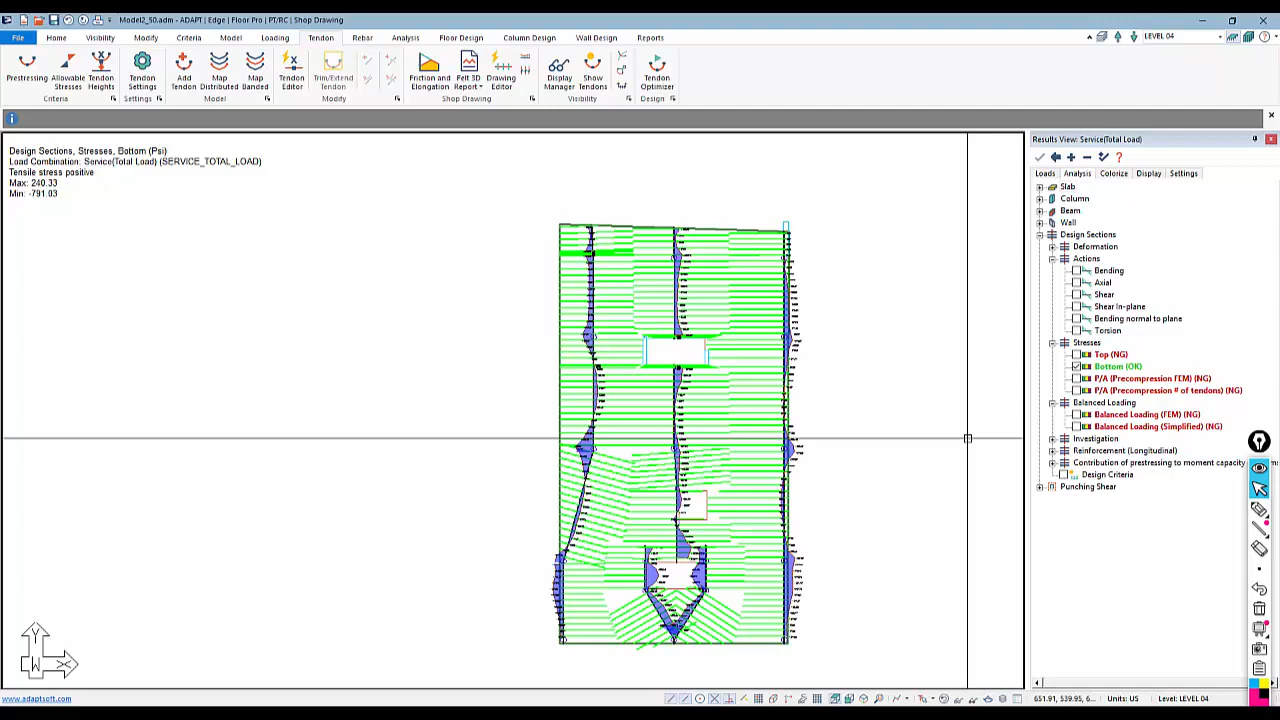 Model2_50.adm - ADAPT | Edge | Floor Pro | PT/RC | Shop Drawing
File Home Visibility Modify Criteria Model Loading Tendon Rebar Analysis Floor Design Column Design Wall Design Reports
LEVEL 04
Prestressing Allowable Stresses Tendon Heights
Criteria
Tendon Settings
Settings
Add Tendon Map Distributed Map Banded
Model
Tendon Editor Trim/Extend Tendon
Modify
Friction and Elongation Felt 3D Report Drawing Editor
Shop Drawing
Display Manager Show Tendons
Visibility
Tendon Optimizer
Design
Design Sections, Stresses, Bottom (Psi)
Load Combination: Service(Total Load) (SERVICE_TOTAL_LOAD)
Tensile stress positive
Max: 240.33
Min: -791.03
Y
W X
Results View: Service(Total Load)
Loads Analysis Colorize Display Settings
Slab
Column
Beam
Wall
Design Sections
Deformation
Actions
Bending
Axial
Shear
Shear In-plane
Bending normal to plane
Torsion
Stresses
Top (NG)
Bottom (OK)
P/A (Precompression FEM) (NG)
P/A (Precompression # of tendons) (NG)
Balanced Loading
Balanced Loading (FEM) (NG)
Balanced Loading (Simplified) (NG)
Investigation
Reinforcement (Longitudinal)
Contribution of prestressing to moment capacity
Design Criteria
Punching Shear
www.adaptsoft.com
651.91, 539.95, 6... Units: US Level: LEVEL 04